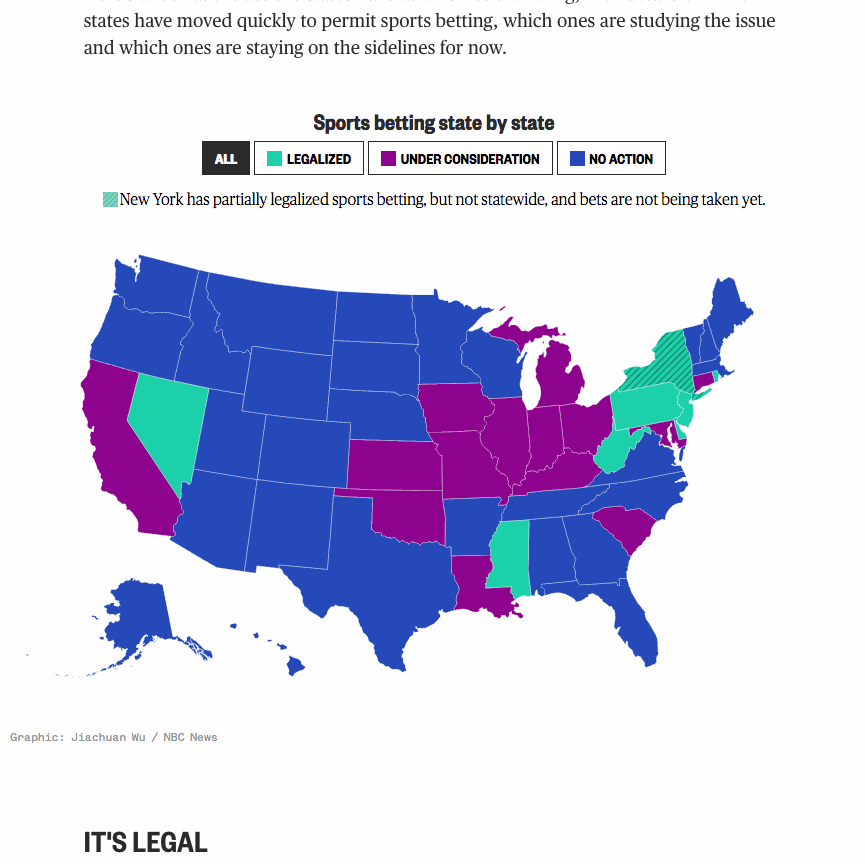 states have moved quickly to permit sports betting, which ones are studying the issue
and which ones are staying on the sidelines for now.
Sports betting state by state
ALL
LEGALIZED
UNDER CONSIDERATION
NO ACTION
New York has partially legalized sports betting, but not statewide, and bets are not being taken yet.
Graphic: Jiachuan Wu / NBC News
IT'S LEGAL